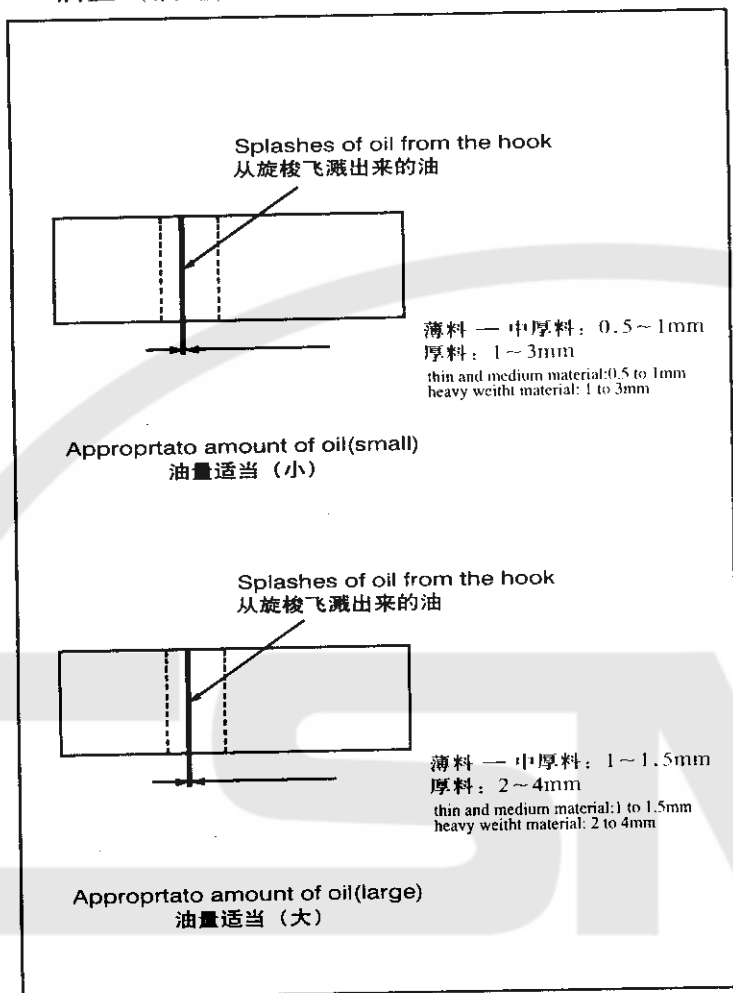 Splashes of oil from the hook
从旋梭飞溅出来的油
薄料 — 中厚料：0.5～1mm
厚料：1～3mm
thin and medium material:0.5 to 1mm
heavy weitht material: 1 to 3mm
Approprtato amount of oil(small)
油量适当（小）
Splashes of oil from the hook
从旋梭飞溅出来的油
薄料 — 中厚料：1～1.5mm
厚料：2～4mm
thin and medium material:1 to 1.5mm
heavy weitht material: 2 to 4mm
Approprtato amount of oil(large)
油量适当（大）